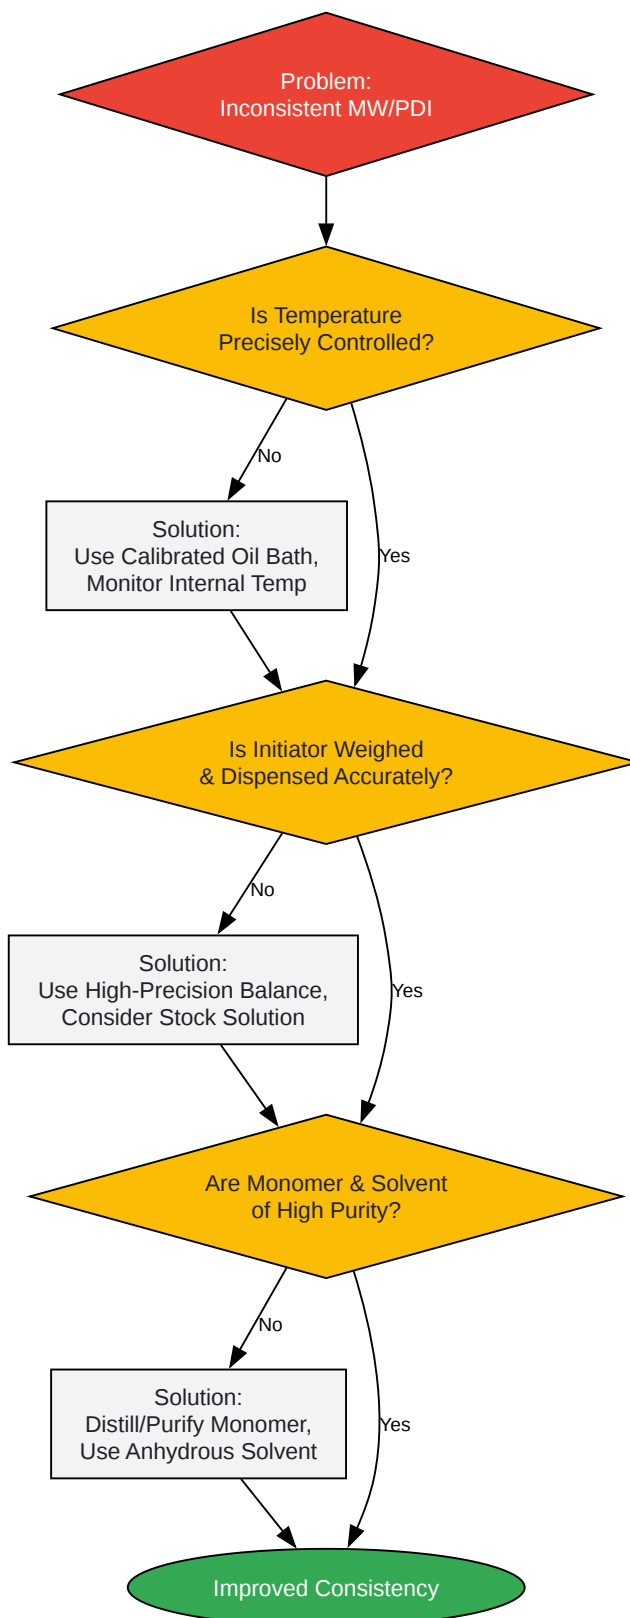 Problem:
Inconsistent MW/PDI
Is Temperature
Precisely Controlled?
No
Yes
Solution:
Use Calibrated Oil Bath,
Monitor Internal Temp
Is Initiator Weighed
& Dispensed Accurately?
No
Yes
Solution:
Use High-Precision Balance,
Consider Stock Solution
Are Monomer & Solvent
of High Purity?
No
Yes
Solution:
Distill/Purify Monomer,
Use Anhydrous Solvent
Improved Consistency